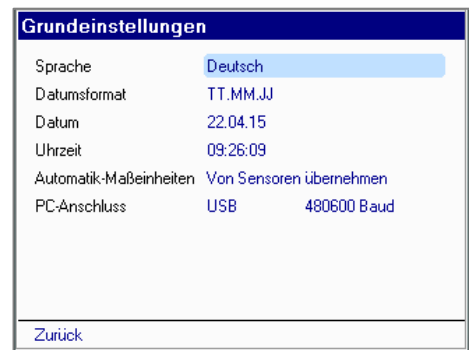 Grundeinstellungen
Sprache Deutsch
Datumsformat TT.MM.JJ
Datum 22.04.15
Uhrzeit 09:26:09
Automatik-Maßeinheiten Von Sensoren übernehmen
PC-Anschluss USB 480600 Baud
Zurück